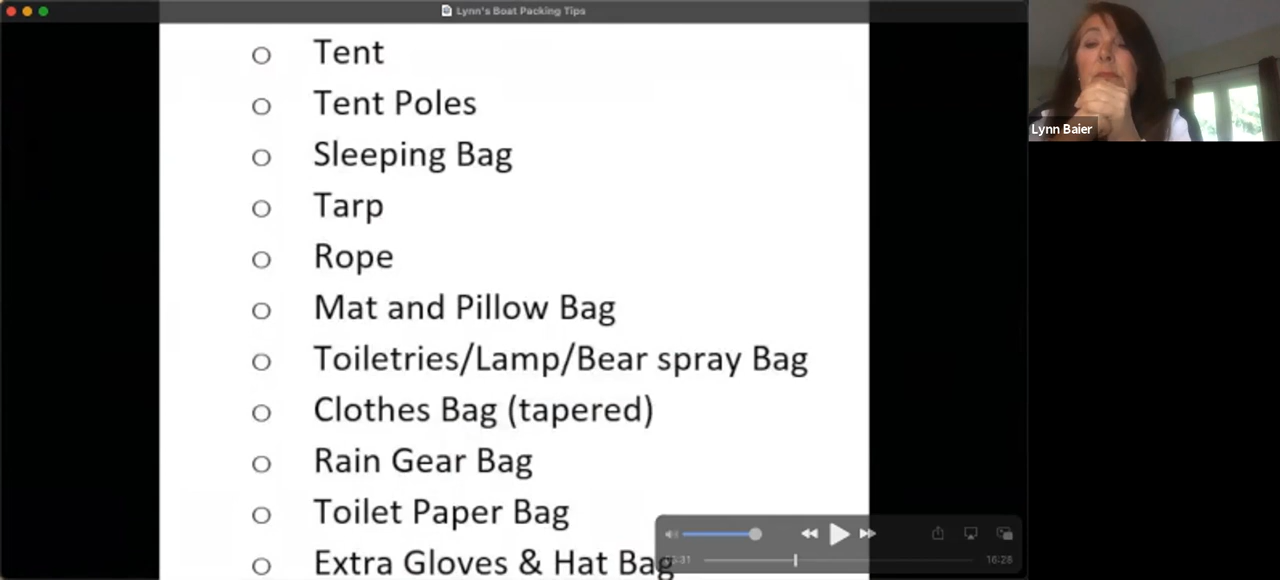 Lynn's Boat Packing Tips
o Tent
o Tent Poles
o Sleeping Bag
o Tarp
o Rope
o Mat and Pillow Bag
o Toiletries/Lamp/Bear spray Bag
o Clothes Bag (tapered)
o Rain Gear Bag
o Toilet Paper Bag
o Extra Gloves & Hat Bag
16:28
Lynn Baier